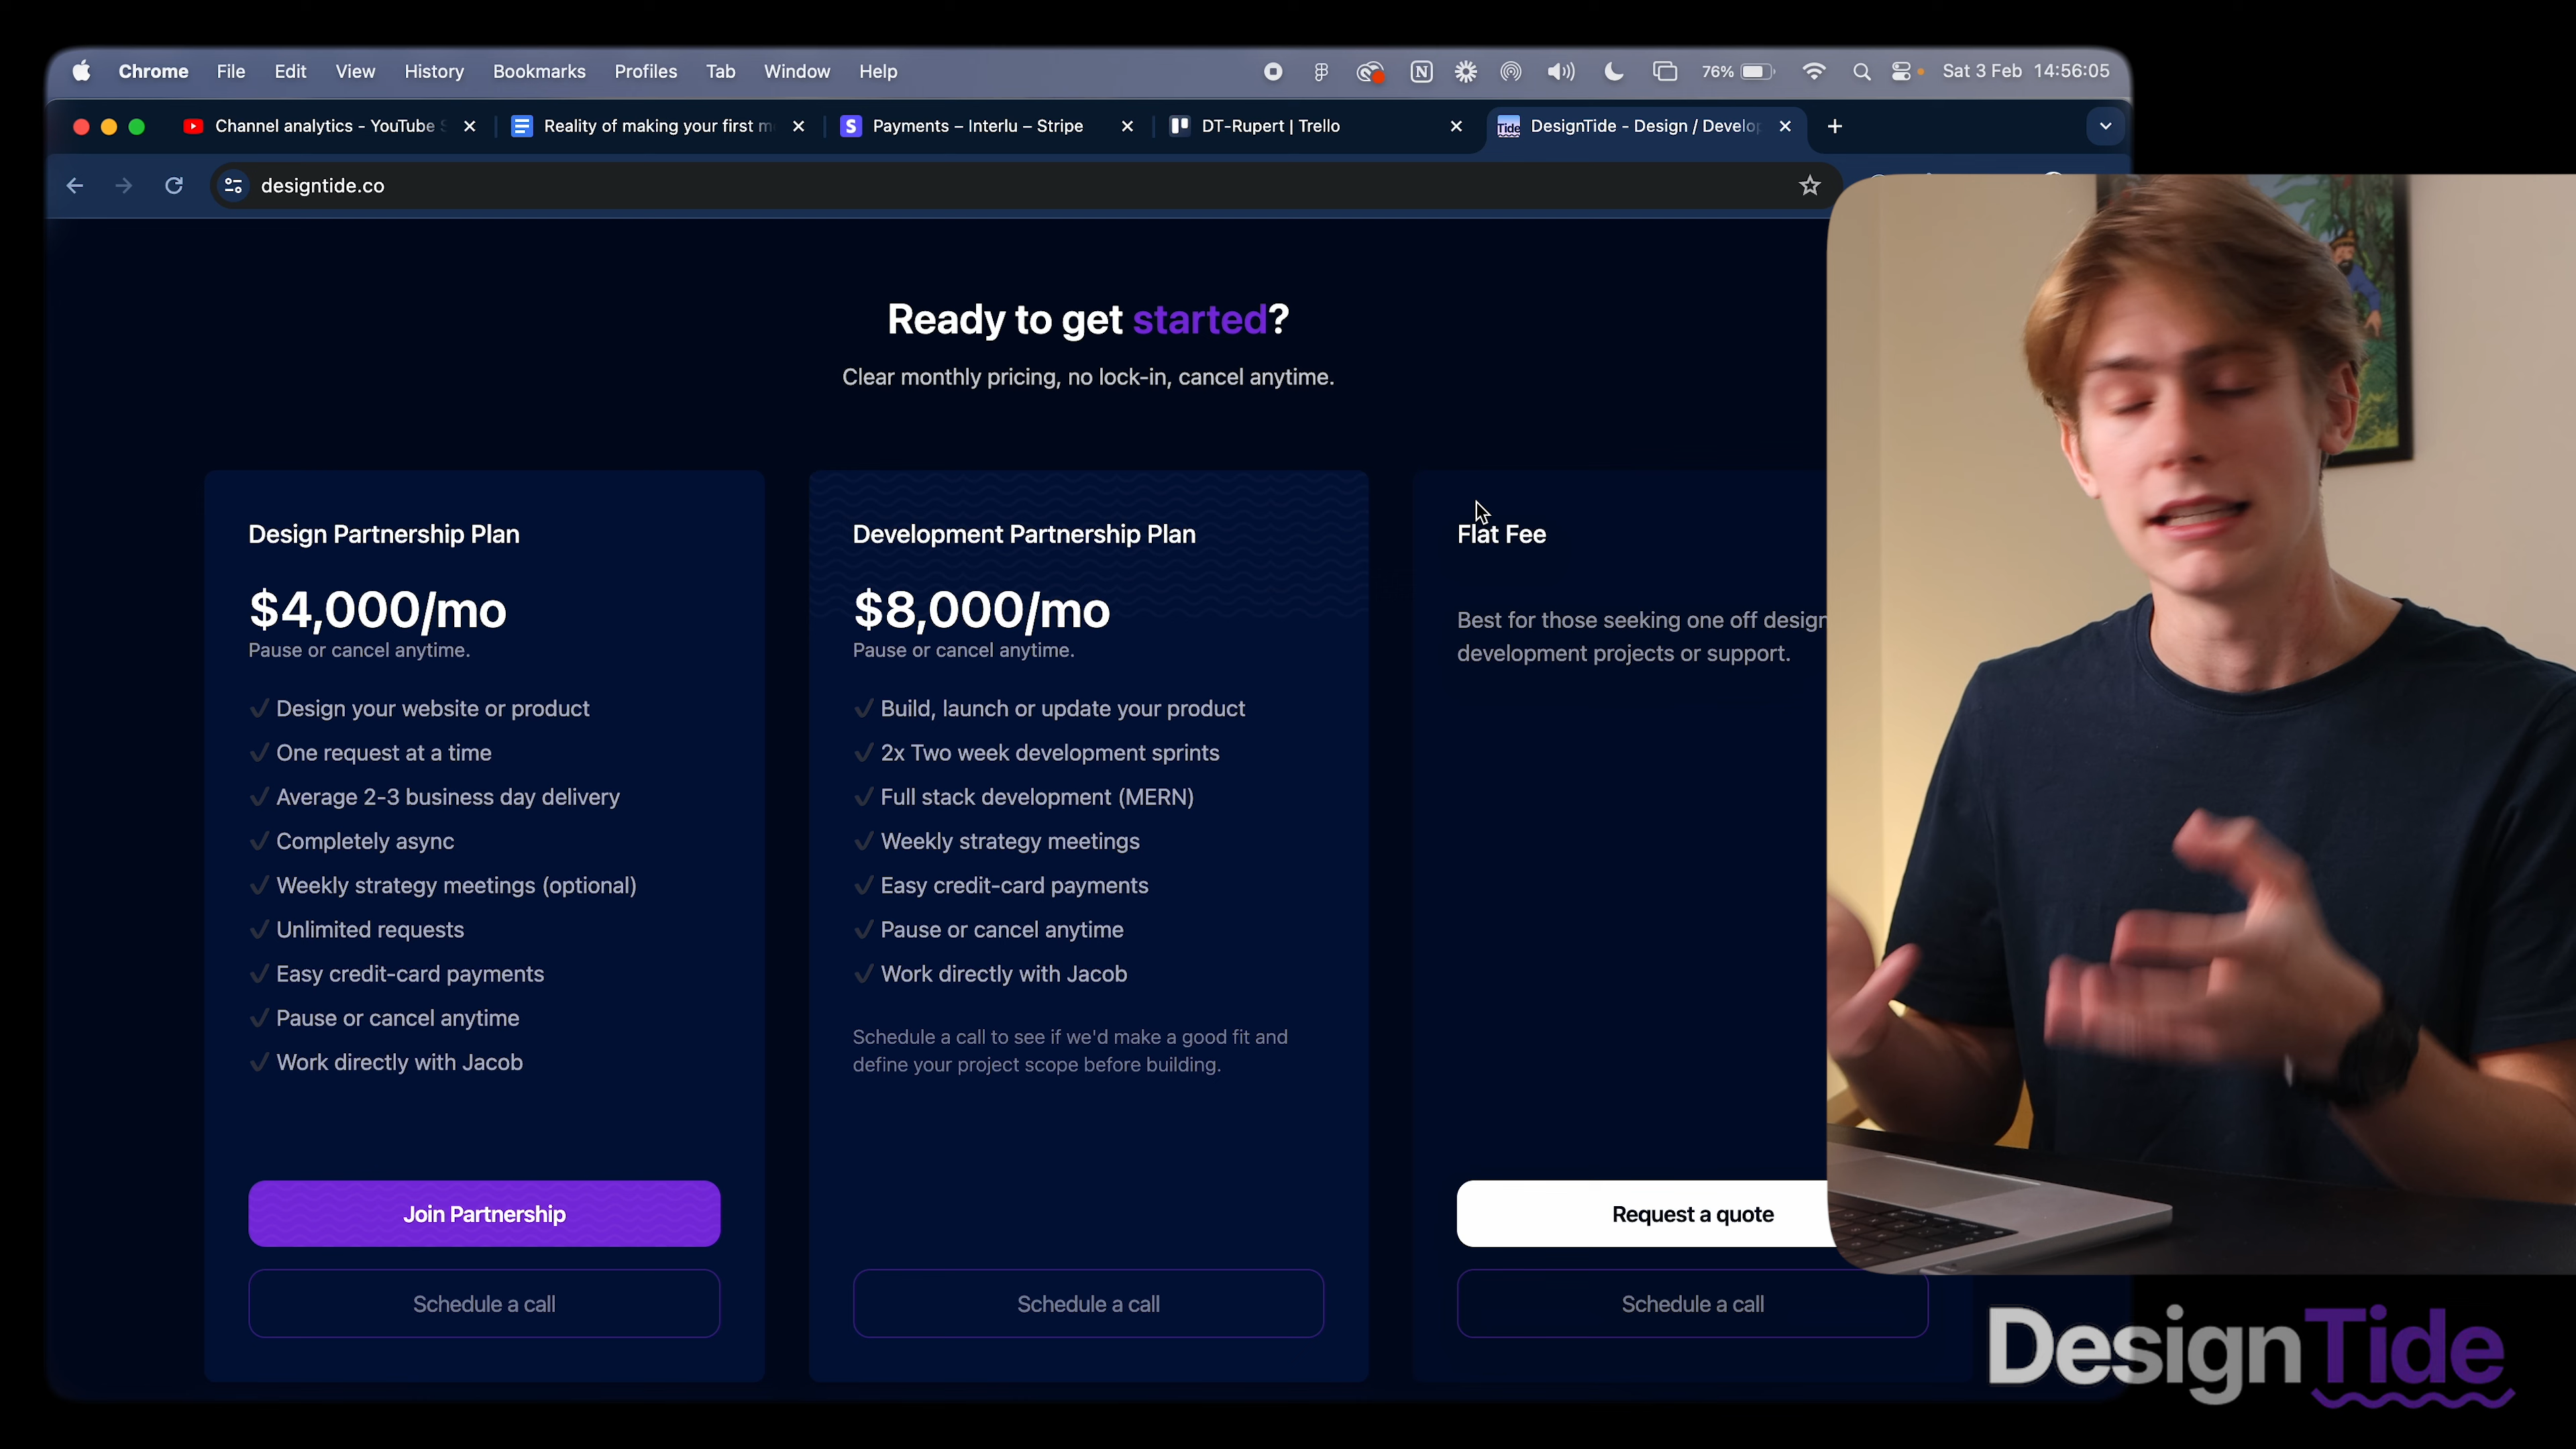 Chrome File Edit View History Bookmarks Profiles Tab Window Help 76% Sat 3 Feb 14:56:05
Channel analytics - YouTube Reality of making your first Payments – Interlu – Stripe DT-Rupert | Trello Tide DesignTide - Design /
designtide.co
Ready to get started?
Clear monthly pricing, no lock-in, cancel anytime.
Design Partnership Plan
$4,000/mo
Pause or cancel anytime.
Design your website or product
One request at a time
Average 2-3 business day delivery
Completely async
Weekly strategy meetings (optional)
Unlimited requests
Easy credit-card payments
Pause or cancel anytime
Work directly with Jacob
Join Partnership
Schedule a call
Development Partnership Plan
$8,000/mo
Pause or cancel anytime.
Build, launch or update your product
2x Two week development sprints
Full stack development (MERN)
Weekly strategy meetings
Easy credit-card payments
Pause or cancel anytime
Work directly with Jacob
Schedule a call to see if we'd make a good fit and
define your project scope before building.
Schedule a call
Flat Fee
Best for those seeking one off design
development projects or support.
Request a quote
Schedule a call
DesignTide